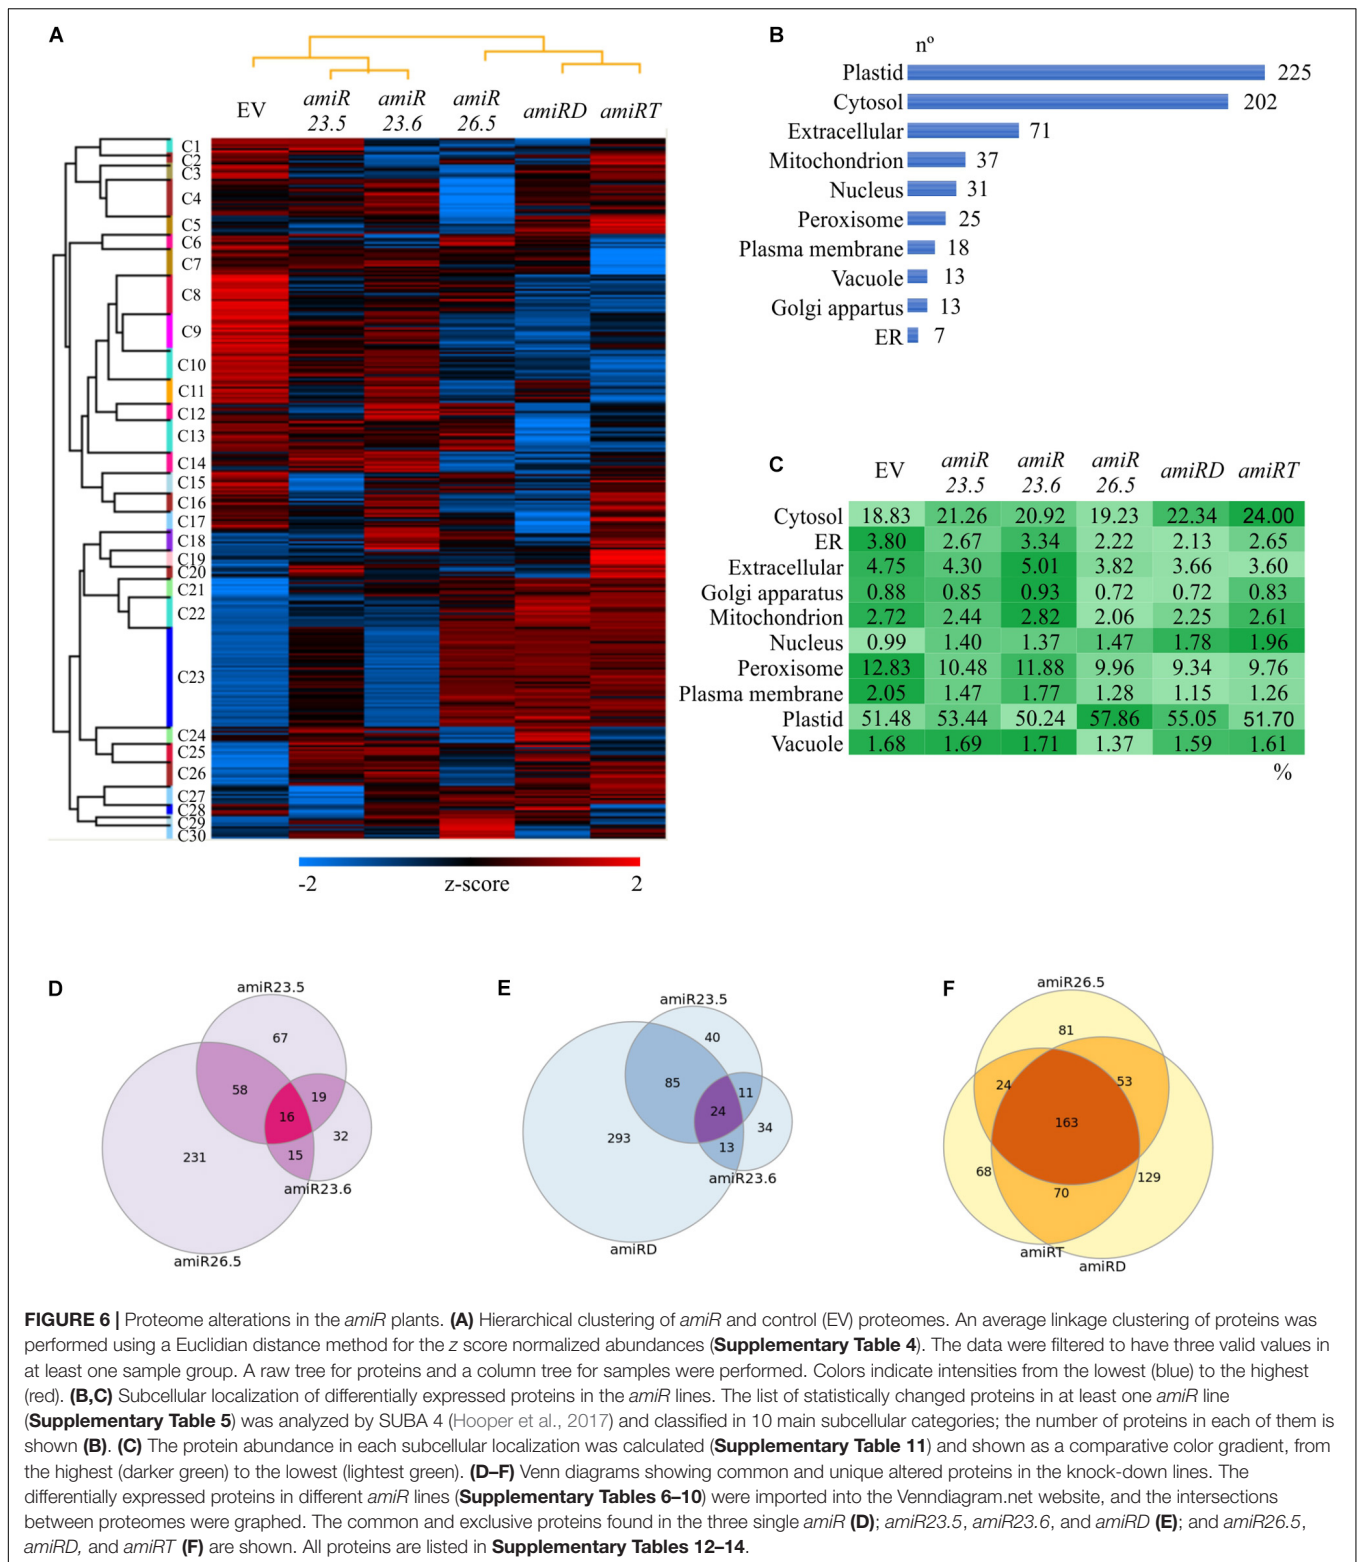 A
EV
amiR 23.5
amiR 23.6
amiR 26.5
amiRD
amiRT
C1
C2
C3
C4
C5
C6
C7
C8
C9
C10
C11
C12
C13
C14
C15
C16
C17
C18
C19
C20
C21
C22
C23
C24
C25
C26
C27
C28
C29
C30
-2 z-score 2
B
nº
Plastid 225
Cytosol 202
Extracellular 71
Mitochondrion 37
Nucleus 31
Peroxisome 25
Plasma membrane 18
Vacuole 13
Golgi appartus 13
ER 7
C
EV amiR 23.5 amiR 23.6 amiR 26.5 amiRD amiRT
Cytosol 18.83 21.26 20.92 19.23 22.34 24.00
ER 3.80 2.67 3.34 2.22 2.13 2.65
Extracellular 4.75 4.30 5.01 3.82 3.66 3.60
Golgi apparatus 0.88 0.85 0.93 0.72 0.72 0.83
Mitochondrion 2.72 2.44 2.82 2.06 2.25 2.61
Nucleus 0.99 1.40 1.37 1.47 1.78 1.96
Peroxisome 12.83 10.48 11.88 9.96 9.34 9.76
Plasma membrane 2.05 1.47 1.77 1.28 1.15 1.26
Plastid 51.48 53.44 50.24 57.86 55.05 51.70
Vacuole 1.68 1.69 1.71 1.37 1.59 1.61
%
D
amiR23.5
67
58
19
16
32
231
15
amiR23.6
amiR26.5
E
amiR23.5
40
85
11
24
34
293
13
amiR23.6
amiRD
F
amiR26.5
81
24
53
163
68
129
70
amiRT
amiRD
FIGURE 6 | Proteome alterations in the amiR plants. (A) Hierarchical clustering of amiR and control (EV) proteomes. An average linkage clustering of proteins was
performed using a Euclidian distance method for the z score normalized abundances (Supplementary Table 4). The data were filtered to have three valid values in
at least one sample group. A raw tree for proteins and a column tree for samples were performed. Colors indicate intensities from the lowest (blue) to the highest
(red). (B,C) Subcellular localization of differentially expressed proteins in the amiR lines. The list of statistically changed proteins in at least one amiR line
(Supplementary Table 5) was analyzed by SUBA 4 (Hooper et al., 2017) and classified in 10 main subcellular categories; the number of proteins in each of them is
shown (B). (C) The protein abundance in each subcellular localization was calculated (Supplementary Table 11) and shown as a comparative color gradient, from
the highest (darker green) to the lowest (lightest green). (D–F) Venn diagrams showing common and unique altered proteins in the knock-down lines. The
differentially expressed proteins in different amiR lines (Supplementary Tables 6–10) were imported into the Venndiagram.net website, and the intersections
between proteomes were graphed. The common and exclusive proteins found in the three single amiR (D); amiR23.5, amiR23.6, and amiRD (E); and amiR26.5,
amiRD, and amiRT (F) are shown. All proteins are listed in Supplementary Tables 12–14.